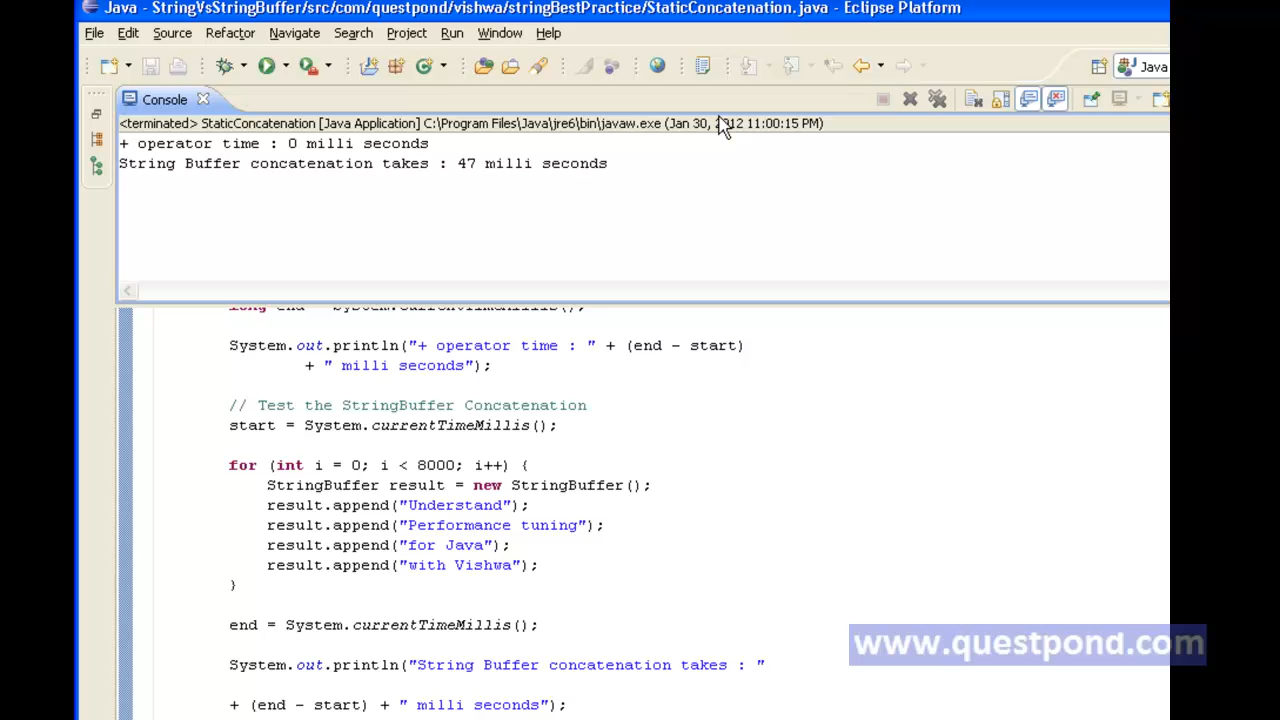 Java - StringVsStringBuffer/src/com/questpond/vishwa/stringBestPractice/StaticConcatenation.java - Eclipse Platform
File Edit Source Refactor Navigate Search Project Run Window Help
Java
Console
<terminated> StaticConcatenation [Java Application] C:\Program Files\Java\jre6\bin\javaw.exe (Jan 30, 2012 11:00:15 PM)
+ operator time : 0 milli seconds
String Buffer concatenation takes : 47 milli seconds
long end = System.currentTimeMillis();
System.out.println("+ operator time : " + (end - start)
+ " milli seconds");
// Test the StringBuffer Concatenation
start = System.currentTimeMillis();
for (int i = 0; i < 8000; i++) {
StringBuffer result = new StringBuffer();
result.append("Understand");
result.append("Performance tuning");
result.append("for Java");
result.append("with Vishwa");
}
end = System.currentTimeMillis();
System.out.println("String Buffer concatenation takes : "
+ (end - start) + " milli seconds");
www.questpond.com